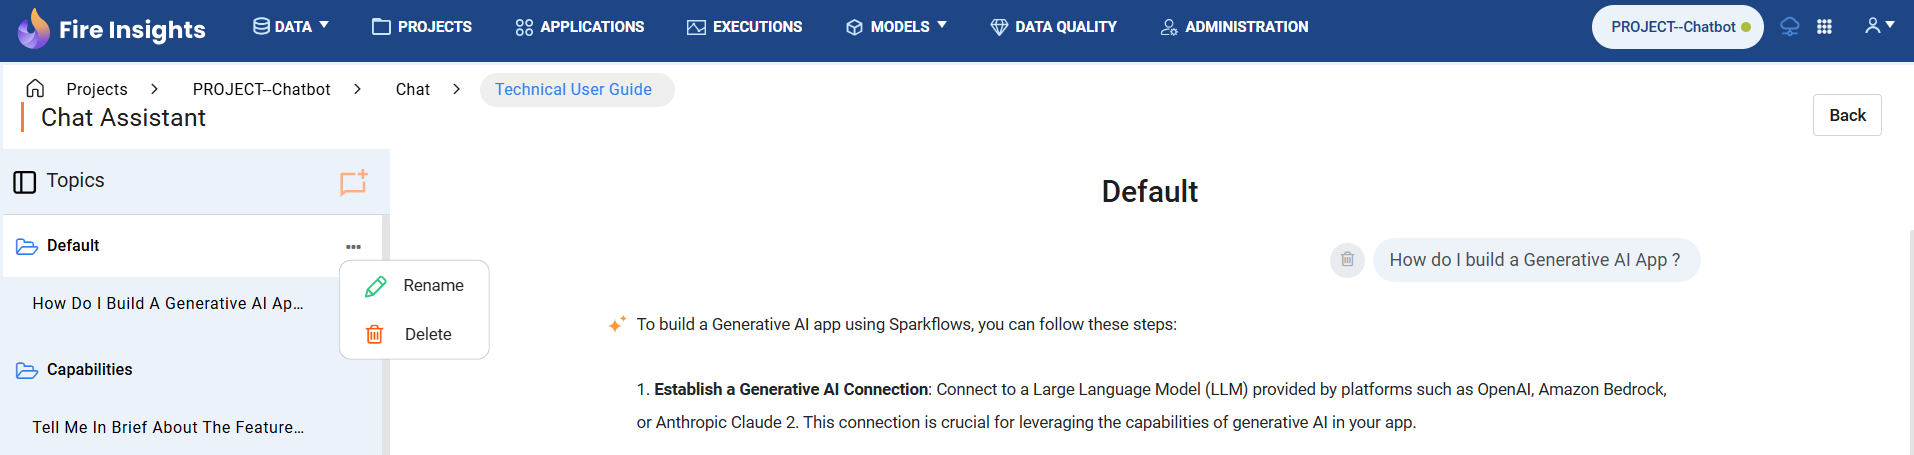 Fire Insights DATA PROJECTS APPLICATIONS EXECUTIONS MODELS DATA QUALITY ADMINISTRATION PROJECT--Chatbot
Projects > PROJECT--Chatbot > Chat > Technical User Guide
Chat Assistant
Back
Topics
Default
Default
Rename
Delete
How Do I Build A Generative AI Ap...
Capabilities
Tell Me In Brief About The Feature...
How do I build a Generative AI App ?
To build a Generative AI app using Sparkflows, you can follow these steps:
1. Establish a Generative AI Connection: Connect to a Large Language Model (LLM) provided by platforms such as OpenAI, Amazon Bedrock,
or Anthropic Claude 2. This connection is crucial for leveraging the capabilities of generative AI in your app.